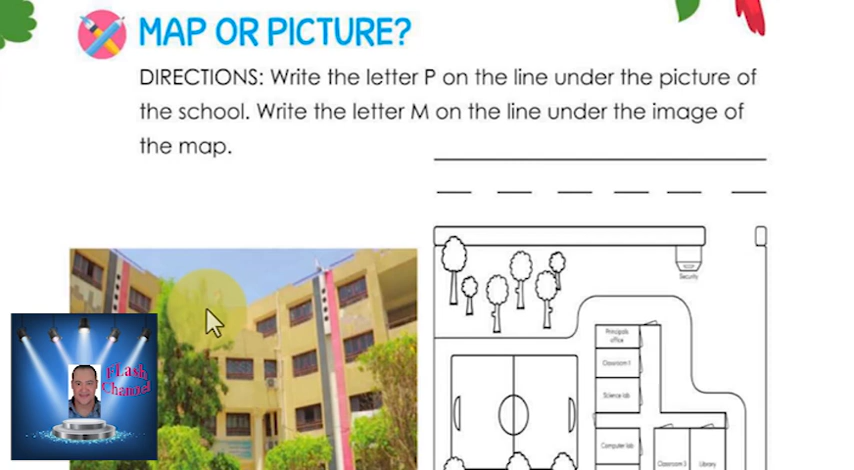 MAP OR PICTURE?
DIRECTIONS: Write the letter P on the line under the picture of
the school. Write the letter M on the line under the image of
the map.
Security
Principals
office
Classroom 1
Science lab
Computer lab
Classroom 3
Library
FLash
Channel